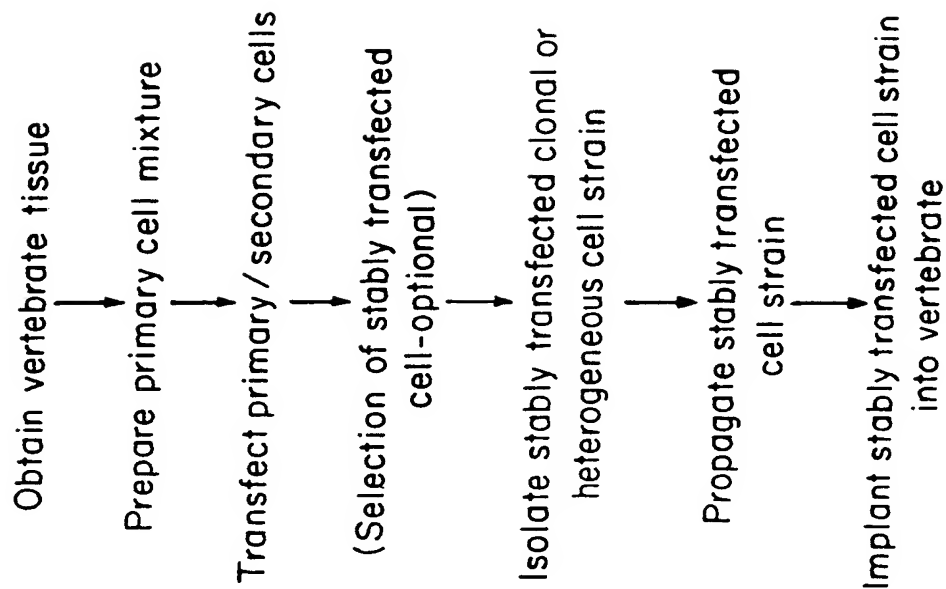 Obtain vertebrate tissue
Prepare primary cell mixture
Transfect primary/secondary cells
(Selection of stably transfected
cell-optional)
Isolate stably transfected clonal or
heterogeneous cell strain
Propagate stably transfected
cell strain
Implant stably transfected cell strain
into vertebrate